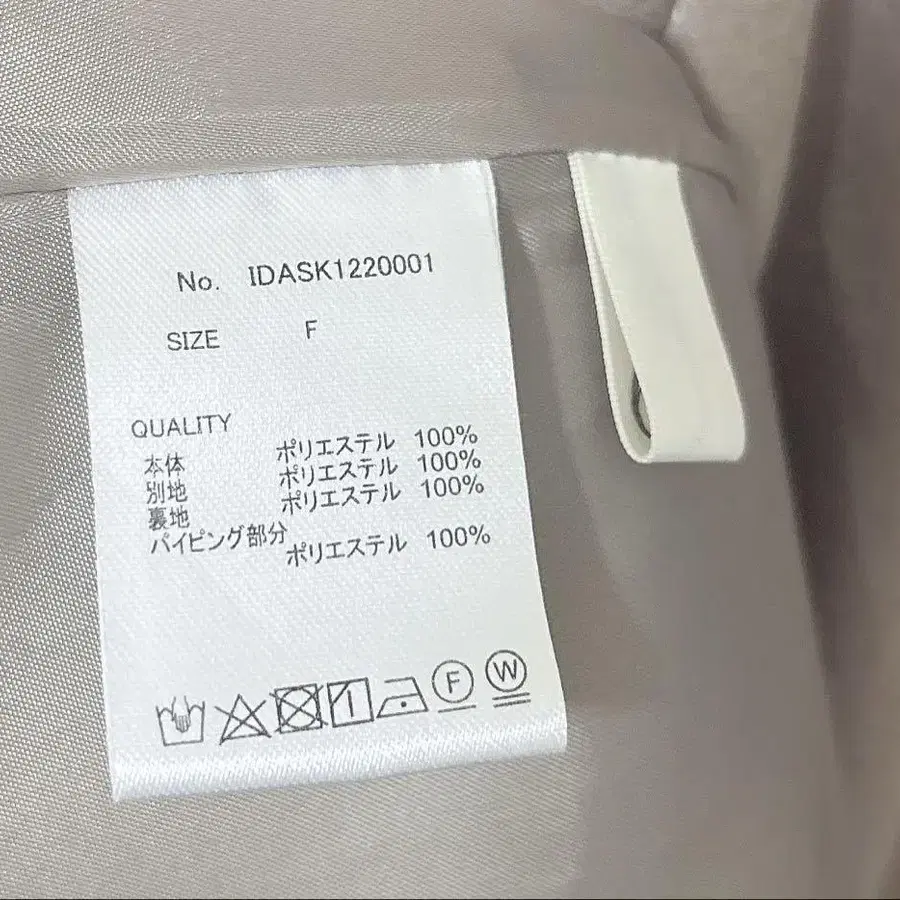 No. IDASK1220001
SIZE F
QUALITY
本体 ポリエステル 100%
別地 ポリエステル 100%
裏地 ポリエステル 100%
パイピング部分 ポリエステル 100%
F W